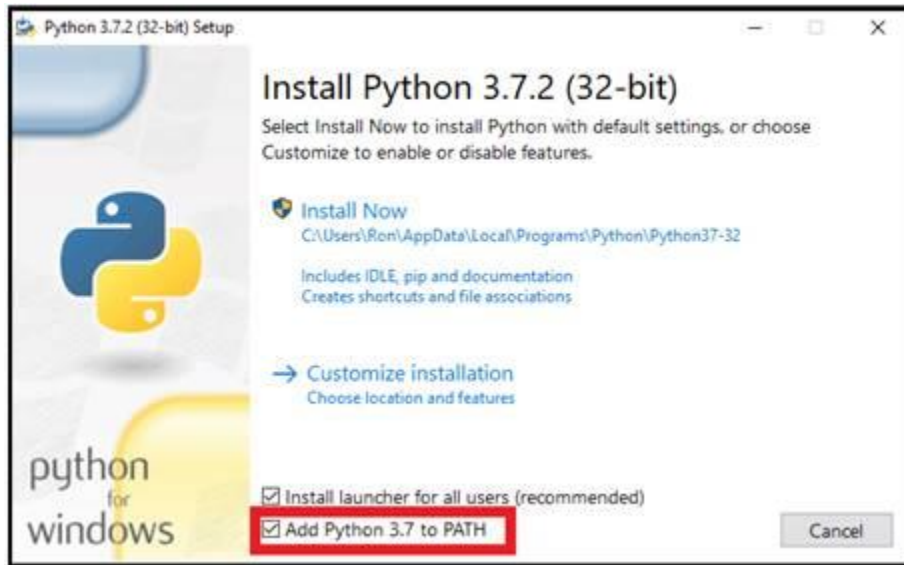 Python 3.7.2 (32-bit) Setup
Install Python 3.7.2 (32-bit)
Select Install Now to install Python with default settings, or choose
Customize to enable or disable features.
Install Now
C:\Users\Ron\AppData\Local\Programs\Python\Python37-32
Includes IDLE, pip and documentation
Creates shortcuts and file associations
Customize installation
Choose location and features
python
for
windows
Install launcher for all users (recommended)
Add Python 3.7 to PATH
Cancel